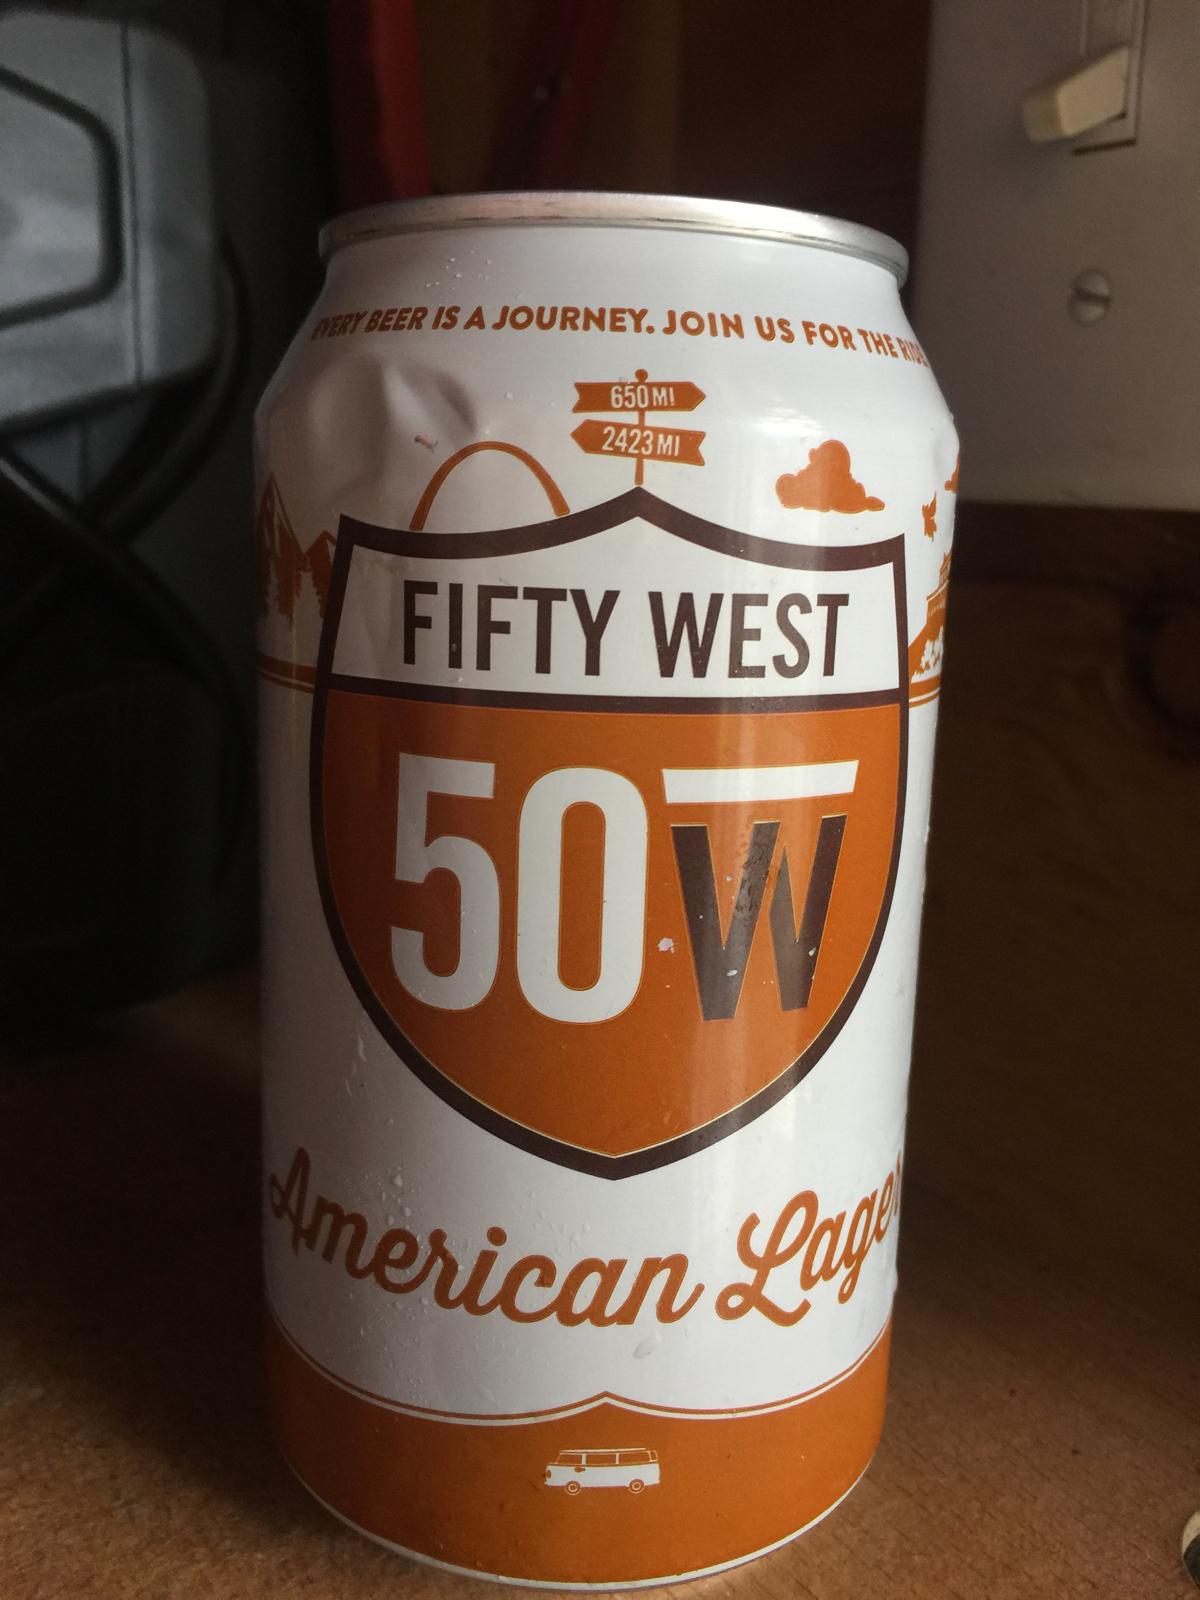 EVERY BEER IS A JOURNEY. JOIN US FOR THE RIDE
650 MI
2423 MI
FIFTY WEST
50W
American Lager